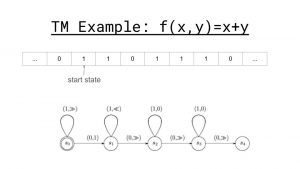 TM Example: f(x,y)=x+y
... 0 1 1 0 1 1 1 0 ...
start state
(1,≫) (1,≪) (1,0) (1,0)
(0,1) (0,≫) (0,≫) (0,≫)
s₀ s₁ s₂ s₃ s₄